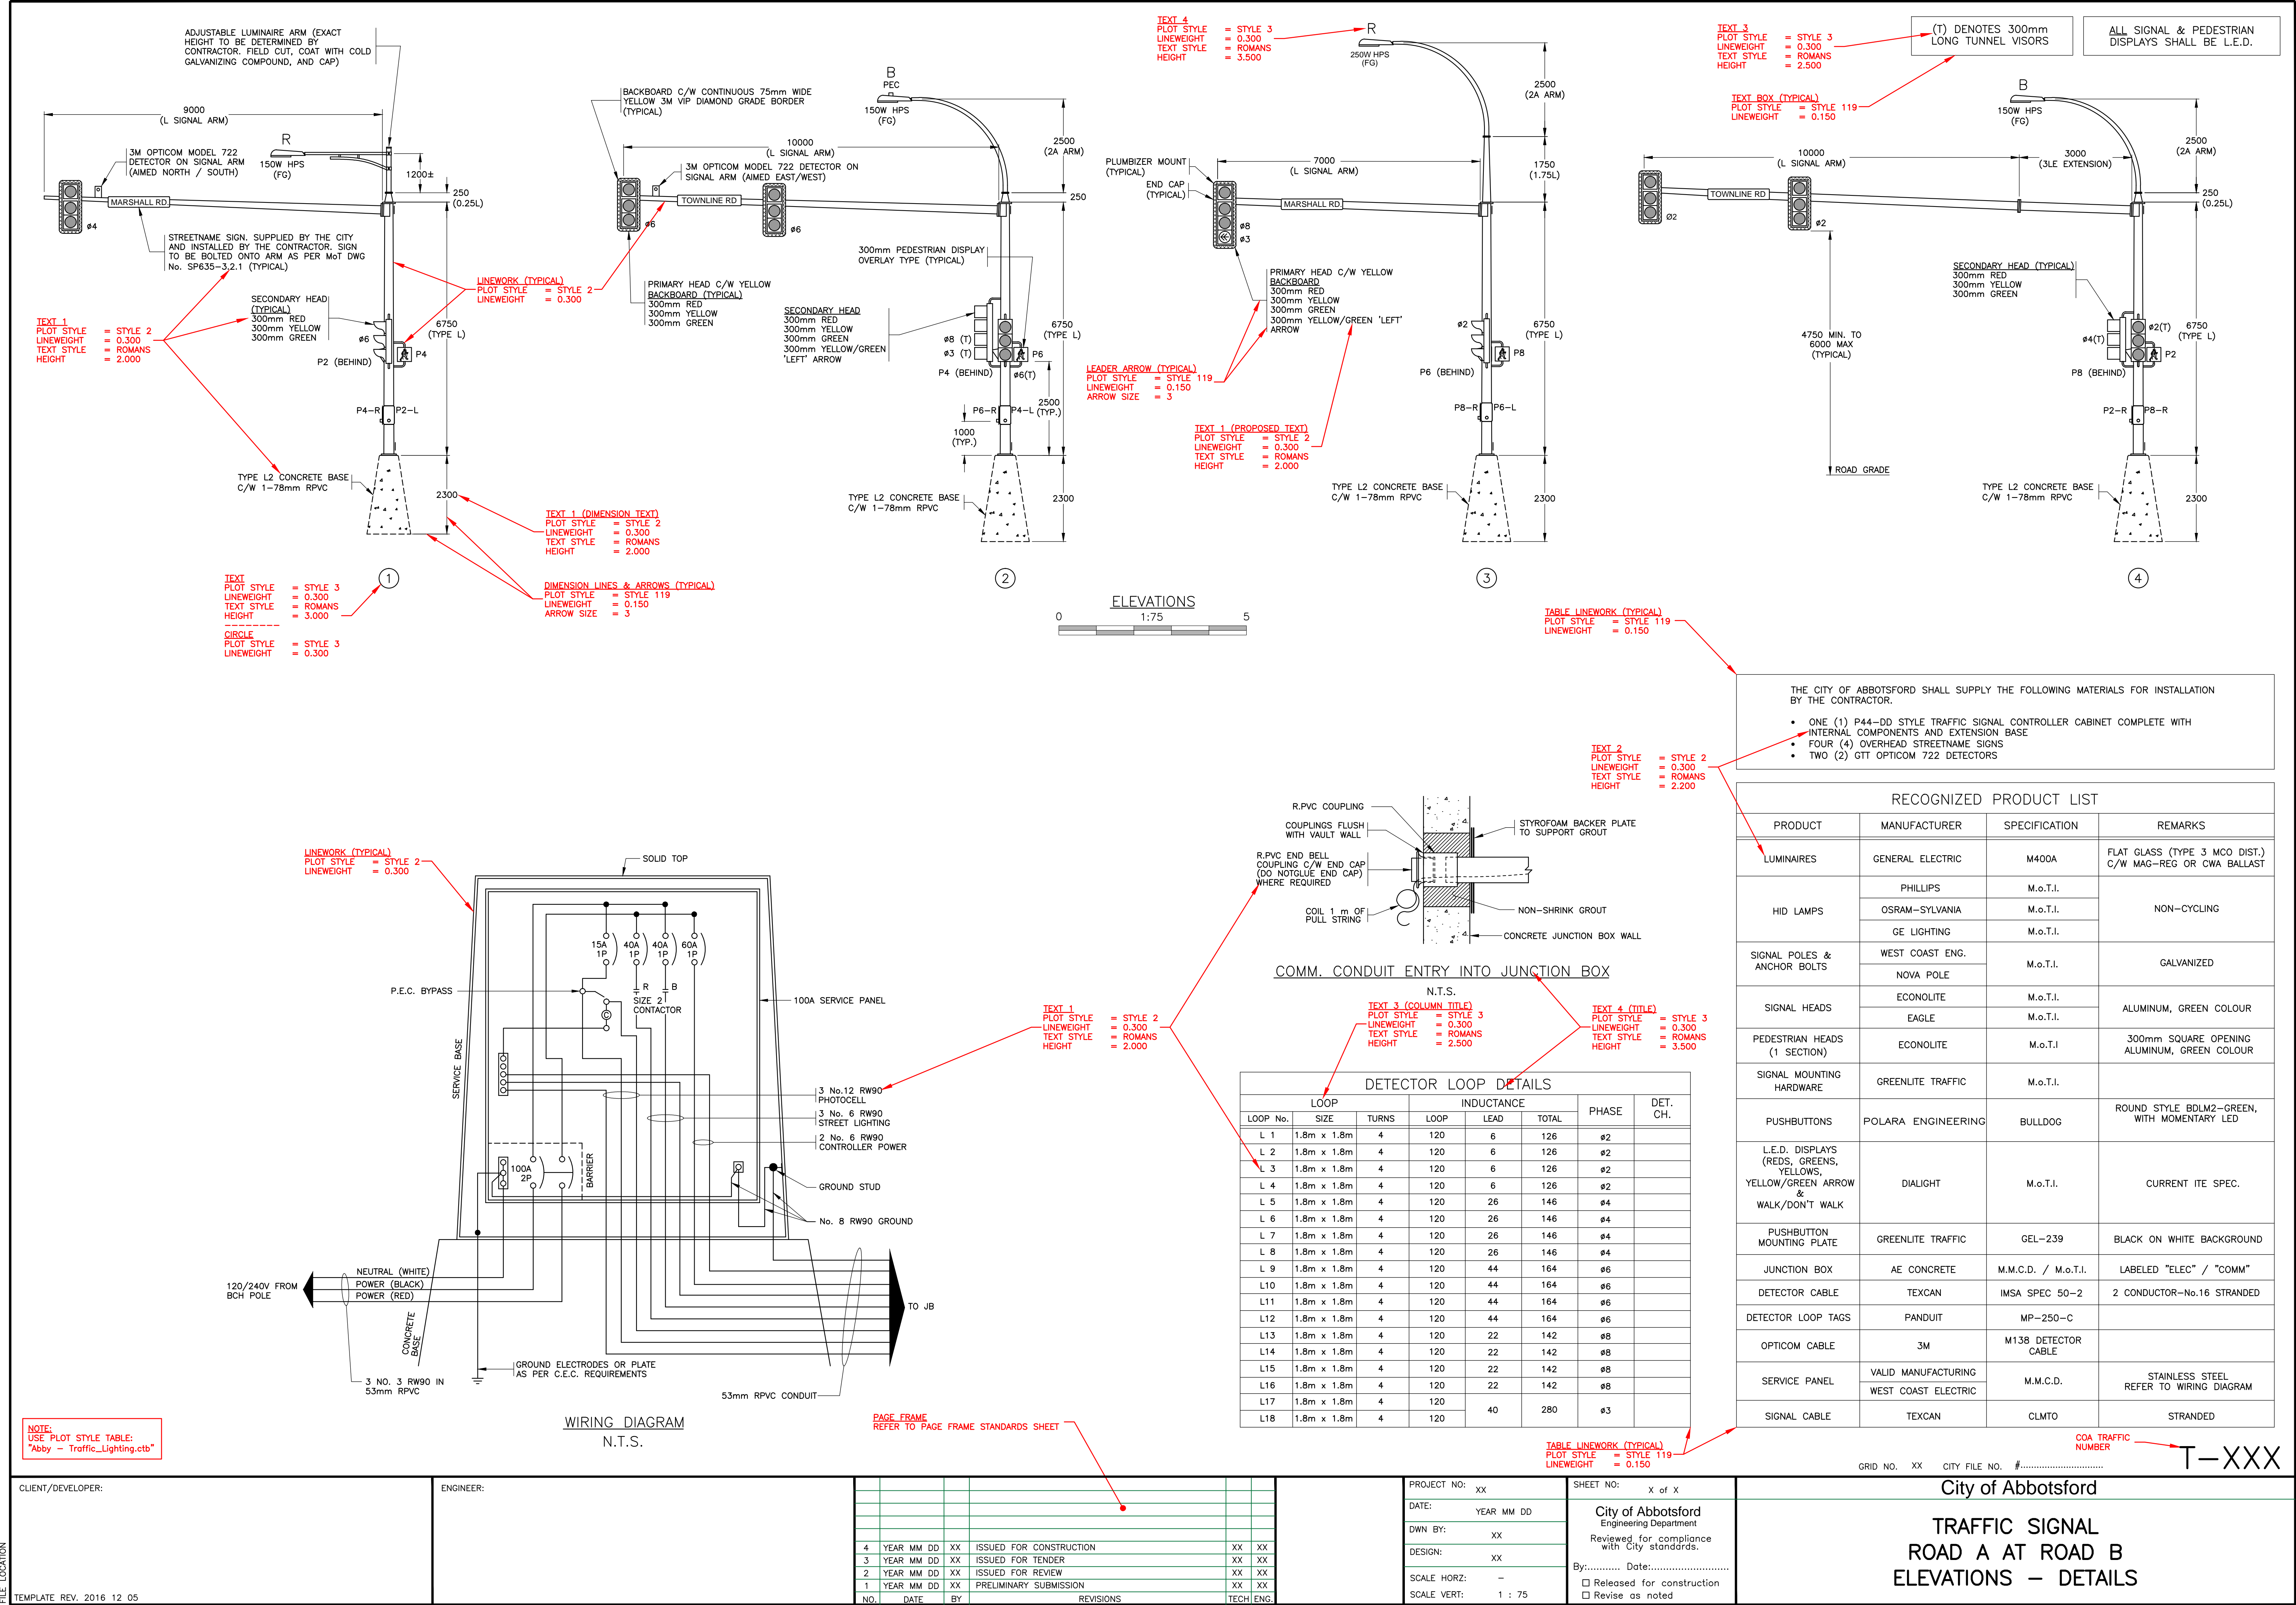 ADJUSTABLE LUMINAIRE ARM (EXACT
HEIGHT TO BE DETERMINED BY
CONTRACTOR. FIELD CUT, COAT WITH COLD
GALVANIZING COMPOUND, AND CAP)
9000
(L SIGNAL ARM)
R
3M OPTICOM MODEL 722
DETECTOR ON SIGNAL ARM
(AIMED NORTH / SOUTH)
150W HPS
(FG)
1200±
250
(0.25L)
MARSHALL RD.
ø4
STREETNAME SIGN. SUPPLIED BY THE CITY
AND INSTALLED BY THE CONTRACTOR. SIGN
TO BE BOLTED ONTO ARM AS PER MoT DWG
No. SP635-3.2.1 (TYPICAL)
SECONDARY HEAD
(TYPICAL)
300mm RED
300mm YELLOW
300mm GREEN
ø6
P2 (BEHIND)
P4
6750
(TYPE L)
P4-R
P2-L
TYPE L2 CONCRETE BASE
C/W 1-78mm RPVC
2300
1
TEXT 1
PLOT STYLE = STYLE 2
LINEWEIGHT = 0.300
TEXT STYLE = ROMANS
HEIGHT = 2.000
LINEWORK (TYPICAL)
PLOT STYLE = STYLE 2
LINEWEIGHT = 0.300
TEXT 1 (DIMENSION TEXT)
PLOT STYLE = STYLE 2
LINEWEIGHT = 0.300
TEXT STYLE = ROMANS
HEIGHT = 2.000
DIMENSION LINES & ARROWS (TYPICAL)
PLOT STYLE = STYLE 119
LINEWEIGHT = 0.150
ARROW SIZE = 3
TEXT
PLOT STYLE = STYLE 3
LINEWEIGHT = 0.300
TEXT STYLE = ROMANS
HEIGHT = 3.000
CIRCLE
PLOT STYLE = STYLE 3
LINEWEIGHT = 0.300
BACKBOARD C/W CONTINUOUS 75mm WIDE
YELLOW 3M VIP DIAMOND GRADE BORDER
(TYPICAL)
B
PEC
150W HPS
(FG)
2500
(2A ARM)
10000
(L SIGNAL ARM)
3M OPTICOM MODEL 722 DETECTOR ON
SIGNAL ARM (AIMED EAST/WEST)
250
TOWNLINE RD
ø6
ø6
300mm PEDESTRIAN DISPLAY
OVERLAY TYPE (TYPICAL)
PRIMARY HEAD C/W YELLOW
BACKBOARD (TYPICAL)
300mm RED
300mm YELLOW
300mm GREEN
SECONDARY HEAD
300mm RED
300mm YELLOW
300mm GREEN
300mm YELLOW/GREEN
'LEFT' ARROW
ø8 (T)
ø3 (T)
P6
P4 (BEHIND)
ø6(T)
6750
(TYPE L)
2500
(TYP.)
P6-R
P4-L
1000
(TYP.)
TYPE L2 CONCRETE BASE
C/W 1-78mm RPVC
2300
2
TEXT 4
PLOT STYLE = STYLE 3
LINEWEIGHT = 0.300
TEXT STYLE = ROMANS
HEIGHT = 3.500
R
250W HPS
(FG)
2500
(2A ARM)
PLUMBIZER MOUNT
(TYPICAL)
END CAP
(TYPICAL)
7000
(L SIGNAL ARM)
1750
(1.75L)
MARSHALL RD.
ø8
ø3
PRIMARY HEAD C/W YELLOW
BACKBOARD
300mm RED
300mm YELLOW
300mm GREEN
300mm YELLOW/GREEN 'LEFT'
ARROW
ø2
P8
P6 (BEHIND)
6750
(TYPE L)
P8-R
P6-L
LEADER ARROW (TYPICAL)
PLOT STYLE = STYLE 119
LINEWEIGHT = 0.150
ARROW SIZE = 3
TEXT 1 (PROPOSED TEXT)
PLOT STYLE = STYLE 2
LINEWEIGHT = 0.300
TEXT STYLE = ROMANS
HEIGHT = 2.000
TYPE L2 CONCRETE BASE
C/W 1-78mm RPVC
2300
3
TEXT 3
PLOT STYLE = STYLE 3
LINEWEIGHT = 0.300
TEXT STYLE = ROMANS
HEIGHT = 2.500
(T) DENOTES 300mm
LONG TUNNEL VISORS
ALL SIGNAL & PEDESTRIAN
DISPLAYS SHALL BE L.E.D.
TEXT BOX (TYPICAL)
PLOT STYLE = STYLE 119
LINEWEIGHT = 0.150
B
150W HPS
(FG)
2500
(2A ARM)
10000
(L SIGNAL ARM)
3000
(3LE EXTENSION)
250
(0.25L)
TOWNLINE RD
ø2
ø2
SECONDARY HEAD (TYPICAL)
300mm RED
300mm YELLOW
300mm GREEN
4750 MIN. TO
6000 MAX
(TYPICAL)
ø2(T)
ø4(T)
P2
P8 (BEHIND)
6750
(TYPE L)
P2-R
P8-R
ROAD GRADE
TYPE L2 CONCRETE BASE
C/W 1-78mm RPVC
2300
4
ELEVATIONS
0 1:75 5
TABLE LINEWORK (TYPICAL)
PLOT STYLE = STYLE 119
LINEWEIGHT = 0.150
THE CITY OF ABBOTSFORD SHALL SUPPLY THE FOLLOWING MATERIALS FOR INSTALLATION
BY THE CONTRACTOR.
• ONE (1) P44-DD STYLE TRAFFIC SIGNAL CONTROLLER CABINET COMPLETE WITH
INTERNAL COMPONENTS AND EXTENSION BASE
• FOUR (4) OVERHEAD STREETNAME SIGNS
• TWO (2) GTT OPTICOM 722 DETECTORS
TEXT 2
PLOT STYLE = STYLE 2
LINEWEIGHT = 0.300
TEXT STYLE = ROMANS
HEIGHT = 2.200
RECOGNIZED PRODUCT LIST
PRODUCT MANUFACTURER SPECIFICATION REMARKS
LUMINAIRES GENERAL ELECTRIC M400A FLAT GLASS (TYPE 3 MCO DIST.)
C/W MAG-REG OR CWA BALLAST
HID LAMPS
PHILLIPS M.o.T.I.
OSRAM-SYLVANIA M.o.T.I. NON-CYCLING
GE LIGHTING M.o.T.I.
SIGNAL POLES &
ANCHOR BOLTS
WEST COAST ENG.
NOVA POLE
M.o.T.I. GALVANIZED
SIGNAL HEADS
ECONOLITE M.o.T.I.
EAGLE M.o.T.I.
ALUMINUM, GREEN COLOUR
PEDESTRIAN HEADS
(1 SECTION)
ECONOLITE M.o.T.I
300mm SQUARE OPENING
ALUMINUM, GREEN COLOUR
SIGNAL MOUNTING
HARDWARE
GREENLITE TRAFFIC M.o.T.I.
PUSHBUTTONS POLARA ENGINEERING BULLDOG
ROUND STYLE BDLM2-GREEN,
WITH MOMENTARY LED
L.E.D. DISPLAYS
(REDS, GREENS,
YELLOWS,
YELLOW/GREEN ARROW
&
WALK/DON'T WALK
DIALIGHT M.o.T.I. CURRENT ITE SPEC.
PUSHBUTTON
MOUNTING PLATE
GREENLITE TRAFFIC GEL-239 BLACK ON WHITE BACKGROUND
JUNCTION BOX AE CONCRETE M.M.C.D. / M.o.T.I. LABELED "ELEC" / "COMM"
DETECTOR CABLE TEXCAN IMSA SPEC 50-2 2 CONDUCTOR-No.16 STRANDED
DETECTOR LOOP TAGS PANDUIT MP-250-C
OPTICOM CABLE 3M M138 DETECTOR
CABLE
SERVICE PANEL
VALID MANUFACTURING
WEST COAST ELECTRIC
M.M.C.D.
STAINLESS STEEL
REFER TO WIRING DIAGRAM
SIGNAL CABLE TEXCAN CLMTO STRANDED
LINEWORK (TYPICAL)
PLOT STYLE = STYLE 2
LINEWEIGHT = 0.300
SOLID TOP
15A
1P
40A
1P
40A
1P
60A
1P
P.E.C. BYPASS
R
B
SIZE 2
CONTACTOR
C
100A SERVICE PANEL
SERVICE BASE
3 No.12 RW90
PHOTOCELL
3 No. 6 RW90
STREET LIGHTING
2 No. 6 RW90
CONTROLLER POWER
100A
2P
BARRIER
GROUND STUD
No. 8 RW90 GROUND
NEUTRAL (WHITE)
POWER (BLACK)
POWER (RED)
120/240V FROM
BCH POLE
TO JB
CONCRETE
BASE
GROUND ELECTRODES OR PLATE
AS PER C.E.C. REQUIREMENTS
3 NO. 3 RW90 IN
53mm RPVC
53mm RPVC CONDUIT
WIRING DIAGRAM
N.T.S.
R.PVC COUPLING
COUPLINGS FLUSH
WITH VAULT WALL
R.PVC END BELL
COUPLING C/W END CAP
(DO NOTGLUE END CAP)
WHERE REQUIRED
COIL 1 m OF
PULL STRING
STYROFOAM BACKER PLATE
TO SUPPORT GROUT
NON-SHRINK GROUT
CONCRETE JUNCTION BOX WALL
COMM. CONDUIT ENTRY INTO JUNCTION BOX
N.T.S.
TEXT 1
PLOT STYLE = STYLE 2
LINEWEIGHT = 0.300
TEXT STYLE = ROMANS
HEIGHT = 2.000
TEXT 3 (COLUMN TITLE)
PLOT STYLE = STYLE 3
LINEWEIGHT = 0.300
TEXT STYLE = ROMANS
HEIGHT = 2.500
TEXT 4 (TITLE)
PLOT STYLE = STYLE 3
LINEWEIGHT = 0.300
TEXT STYLE = ROMANS
HEIGHT = 3.500
DETECTOR LOOP DETAILS
LOOP INDUCTANCE PHASE DET.
CH.
LOOP No. SIZE TURNS LOOP LEAD TOTAL
L 1 1.8m x 1.8m 4 120 6 126 ø2
L 2 1.8m x 1.8m 4 120 6 126 ø2
L 3 1.8m x 1.8m 4 120 6 126 ø2
L 4 1.8m x 1.8m 4 120 6 126 ø2
L 5 1.8m x 1.8m 4 120 26 146 ø4
L 6 1.8m x 1.8m 4 120 26 146 ø4
L 7 1.8m x 1.8m 4 120 26 146 ø4
L 8 1.8m x 1.8m 4 120 26 146 ø4
L 9 1.8m x 1.8m 4 120 44 164 ø6
L10 1.8m x 1.8m 4 120 44 164 ø6
L11 1.8m x 1.8m 4 120 44 164 ø6
L12 1.8m x 1.8m 4 120 44 164 ø6
L13 1.8m x 1.8m 4 120 22 142 ø8
L14 1.8m x 1.8m 4 120 22 142 ø8
L15 1.8m x 1.8m 4 120 22 142 ø8
L16 1.8m x 1.8m 4 120 22 142 ø8
L17 1.8m x 1.8m 4 120
40 280 ø3
L18 1.8m x 1.8m 4 120
TABLE LINEWORK (TYPICAL)
PLOT STYLE = STYLE 119
LINEWEIGHT = 0.150
NOTE:
USE PLOT STYLE TABLE:
"Abby - Traffic_Lighting.ctb"
PAGE FRAME
REFER TO PAGE FRAME STANDARDS SHEET
COA TRAFFIC
NUMBER
T-XXX
GRID NO. XX CITY FILE NO. #...............................
FILE LOCATION
CLIENT/DEVELOPER:
TEMPLATE REV. 2016 12 05
ENGINEER:
4 YEAR MM DD XX ISSUED FOR CONSTRUCTION XX XX
3 YEAR MM DD XX ISSUED FOR TENDER XX XX
2 YEAR MM DD XX ISSUED FOR REVIEW XX XX
1 YEAR MM DD XX PRELIMINARY SUBMISSION XX XX
NO. DATE BY REVISIONS TECH ENG.
PROJECT NO: XX
DATE: YEAR MM DD
DWN BY: XX
DESIGN: XX
SCALE HORZ: -
SCALE VERT: 1 : 75
SHEET NO: X of X
City of Abbotsford
Engineering Department
Reviewed for compliance
with City standards.
By:........... Date:..........................
☐ Released for construction
☐ Revise as noted
City of Abbotsford
TRAFFIC SIGNAL
ROAD A AT ROAD B
ELEVATIONS - DETAILS